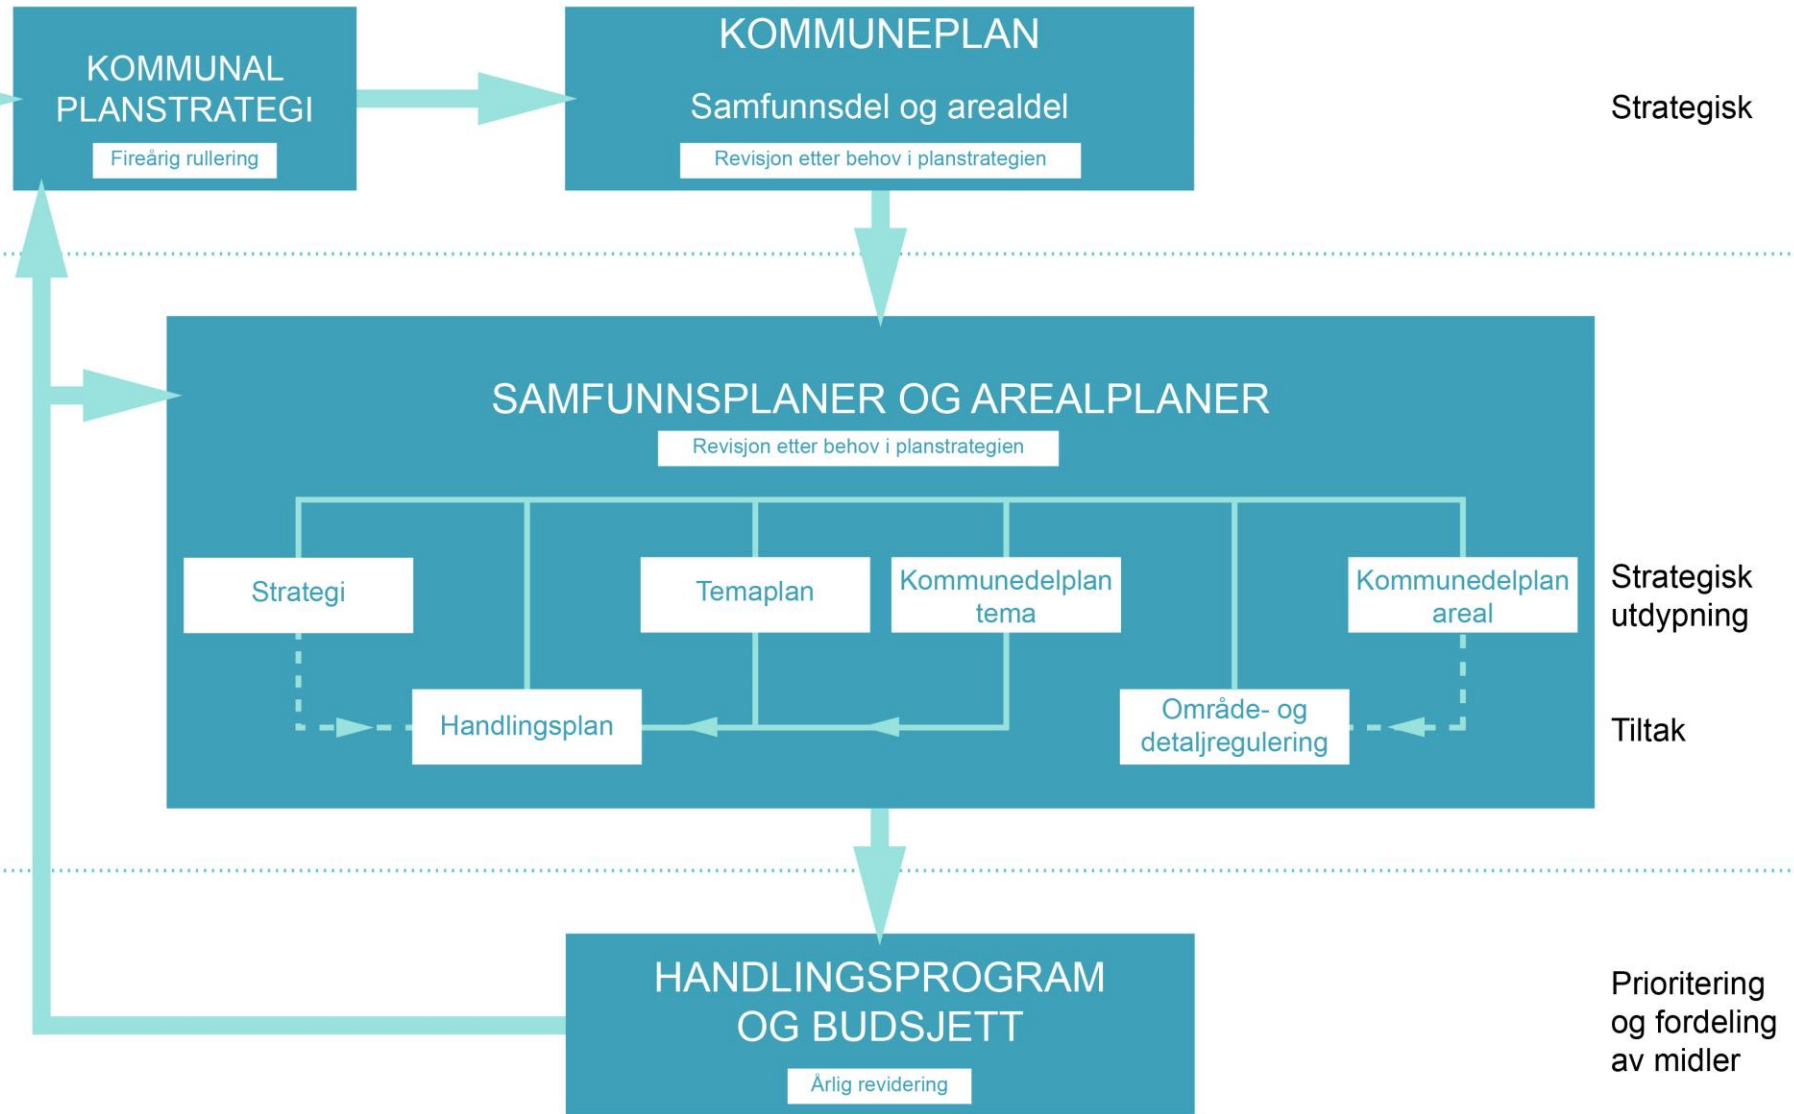 KOMMUNAL
PLANSTRATEGI
Fireårig rullering
KOMMUNEPLAN
Samfunnsdel og arealdel
Revisjon etter behov i planstrategien
Strategisk
SAMFUNNSPLANER OG AREALPLANER
Revisjon etter behov i planstrategien
Strategi
Temaplan
Kommunedelplan
tema
Kommunedelplan
areal
Strategisk
utdypning
Handlingsplan
Område- og
detaljregulering
Tiltak
HANDLINGSPROGRAM
OG BUDSJETT
Årlig revidering
Prioritering
og fordeling
av midler